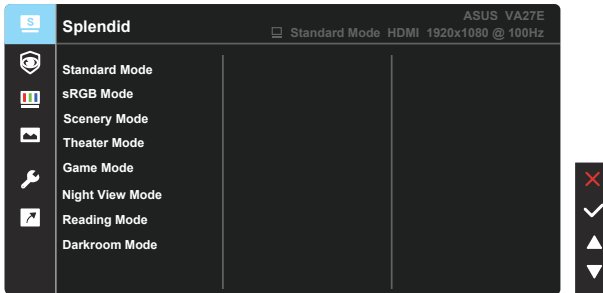 S
Splendid
ASUS VA27E
Standard Mode HDMI 1920x1080 @ 100Hz
Standard Mode
sRGB Mode
Scenery Mode
Theater Mode
Game Mode
Night View Mode
Reading Mode
Darkroom Mode